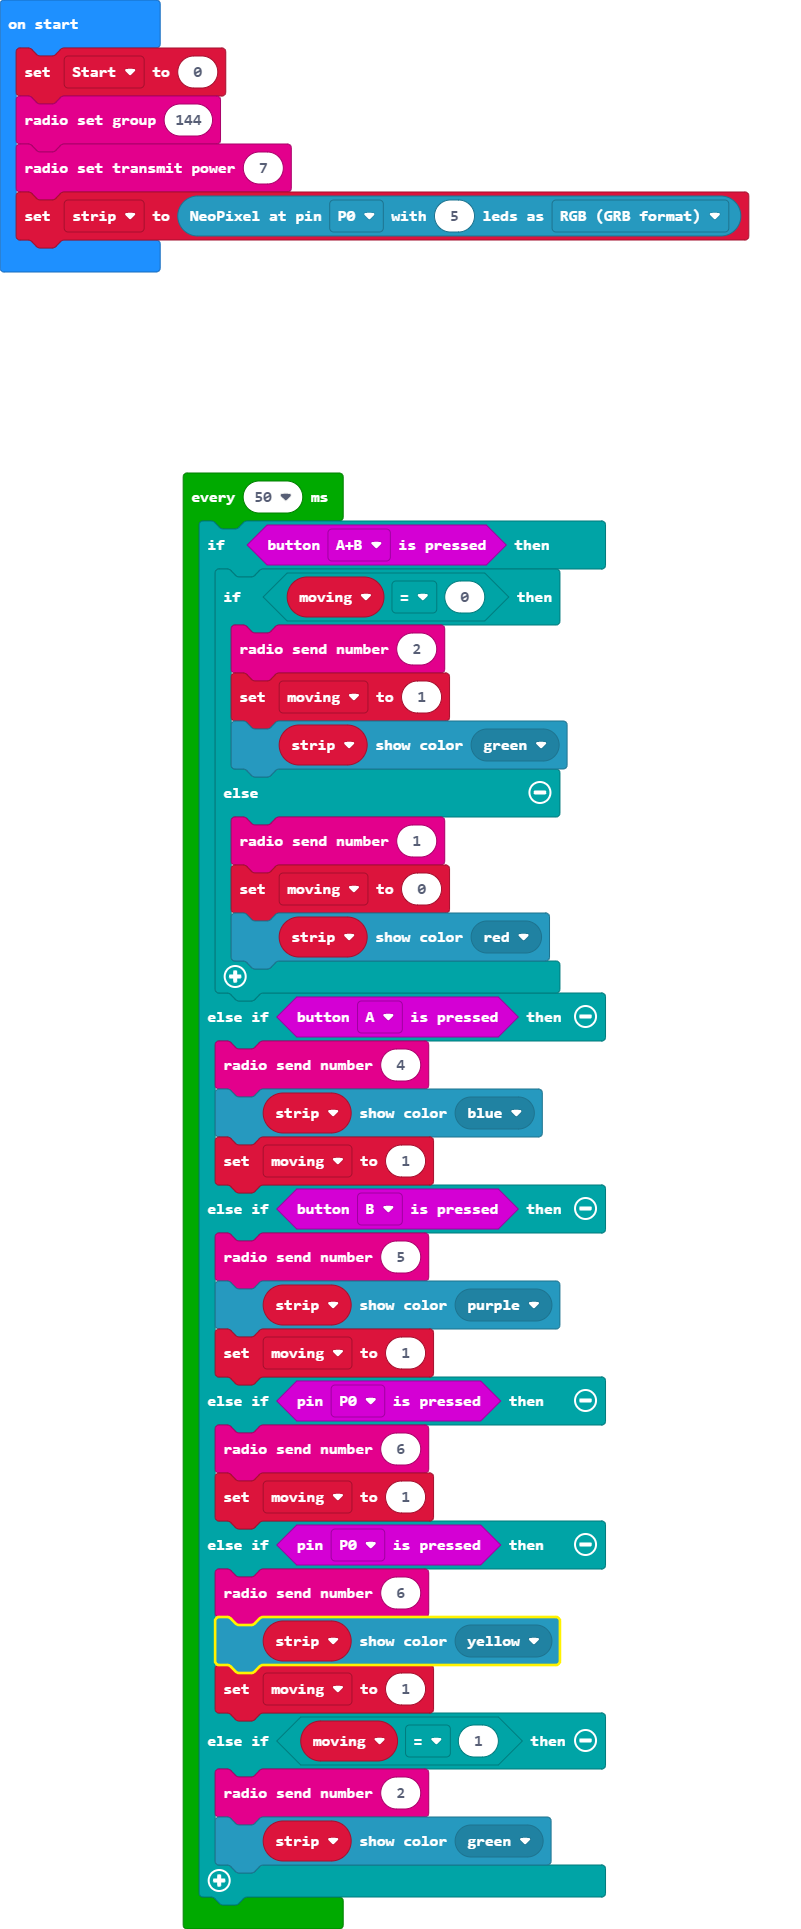 on start
set Start to 0
radio set group 144
radio set transmit power 7
set strip to NeoPixel at pin P0 with 5 leds as RGB (GRB format)
every 50 ms
if button A+B is pressed then
if moving = 0 then
radio send number 2
set moving to 1
strip show color green
else
radio send number 1
set moving to 0
strip show color red
else if button A is pressed then
radio send number 4
strip show color blue
set moving to 1
else if button B is pressed then
radio send number 5
strip show color purple
set moving to 1
else if pin P0 is pressed then
radio send number 6
set moving to 1
else if pin P0 is pressed then
radio send number 6
strip show color yellow
set moving to 1
else if moving = 1 then
radio send number 2
strip show color green